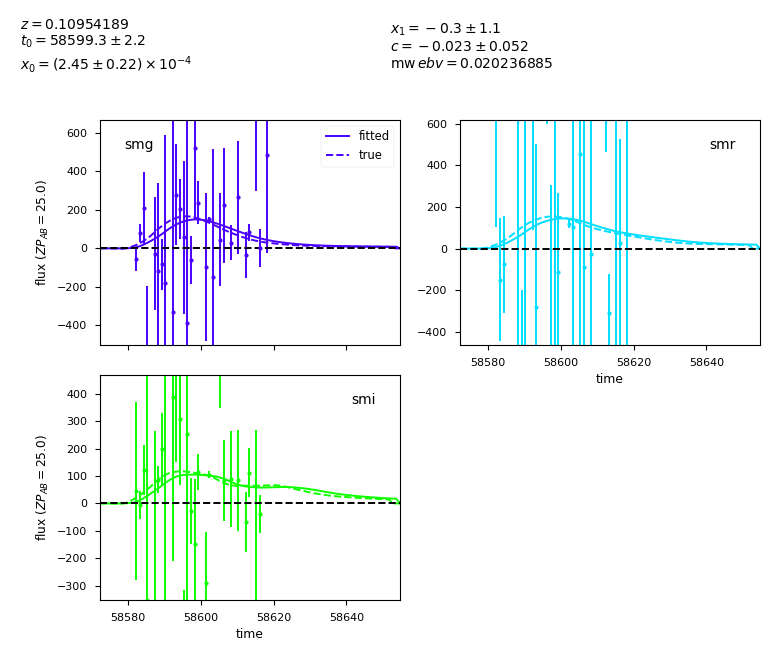 z = 0.10954189
t₀ = 58599.3 ± 2.2
x₀ = (2.45 ± 0.22) × 10⁻⁴
x₁ = −0.3 ± 1.1
c = −0.023 ± 0.052
mw ebv = 0.020236885
smg
fitted
true
600
400
200
0
−200
−400
flux (ZP_AB = 25.0)
smr
600
400
200
0
−200
−400
58580 58600 58620 58640
time
smi
400
300
200
100
0
−100
−200
−300
flux (ZP_AB = 25.0)
58580 58600 58620 58640
time